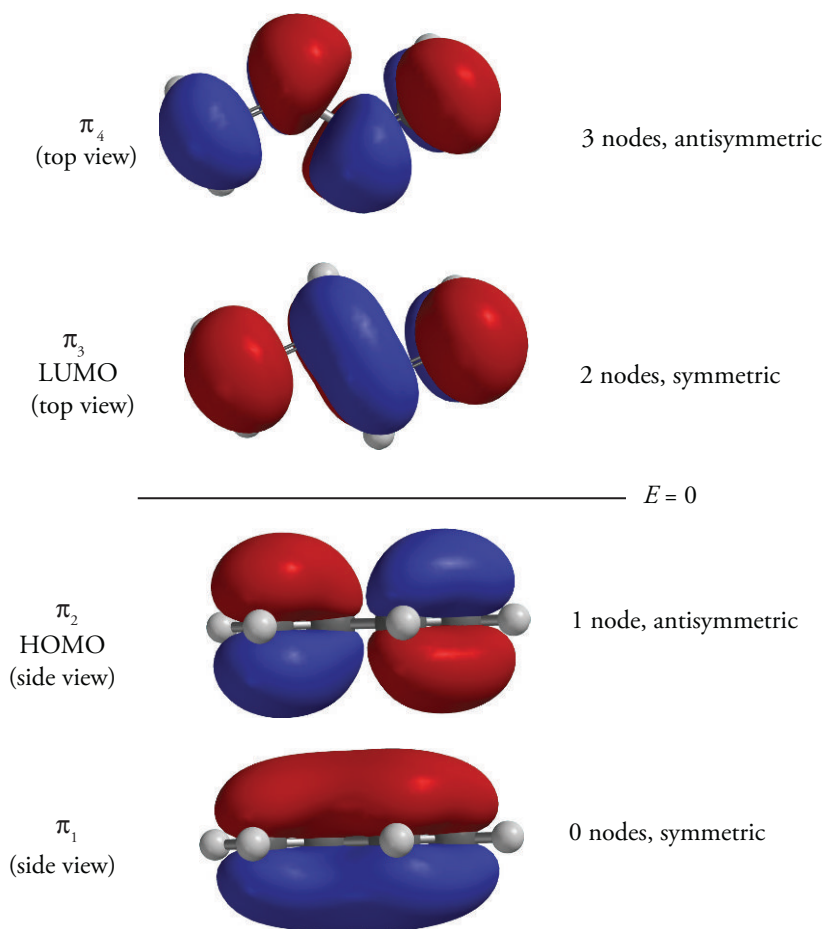 π4
(top view)
3 nodes, antisymmetric
π3
LUMO
(top view)
2 nodes, symmetric
E = 0
π2
HOMO
(side view)
1 node, antisymmetric
π1
(side view)
0 nodes, symmetric